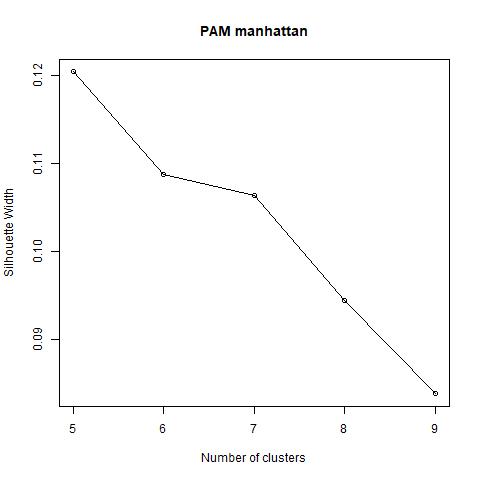 PAM manhattan
Silhouette Width
0.12
0.11
0.10
0.09
5 6 7 8 9
Number of clusters